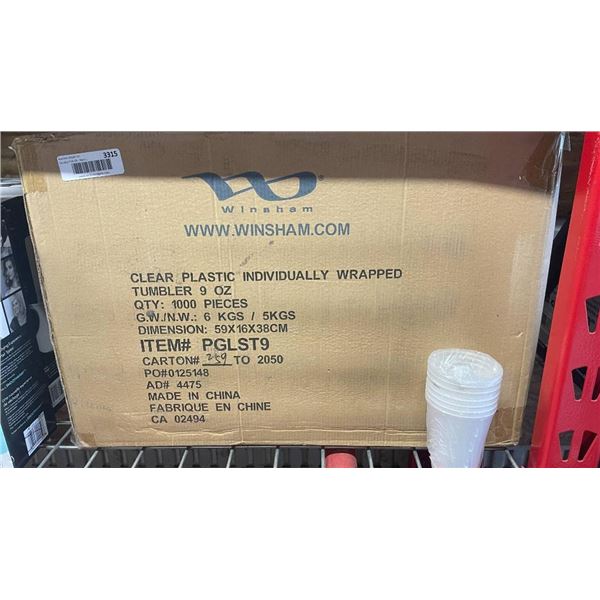 3315
Winsham
WWW.WINSHAM.COM
CLEAR PLASTIC INDIVIDUALLY WRAPPED
TUMBLER 9 OZ
QTY: 1000 PIECES
G.W./N.W.: 6 KGS / 5KGS
DIMENSION: 59X16X38CM
ITEM# PGLST9
CARTON# TO 2050
PO#0125148
AD# 4475
MADE IN CHINA
FABRIQUE EN CHINE
CA 02494